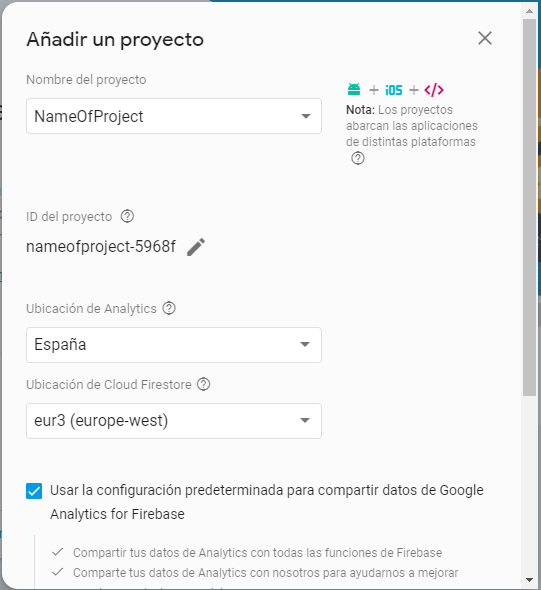 Añadir un proyecto
Nombre del proyecto
NameOfProject
+ iOS + </>
Nota: Los proyectos
abarcan las aplicaciones
de distintas plataformas
ID del proyecto
nameofproject-5968f
Ubicación de Analytics
España
Ubicación de Cloud Firestore
eur3 (europe-west)
Usar la configuración predeterminada para compartir datos de Google
Analytics for Firebase
Compartir tus datos de Analytics con todas las funciones de Firebase
Comparte tus datos de Analytics con nosotros para ayudarnos a mejorar